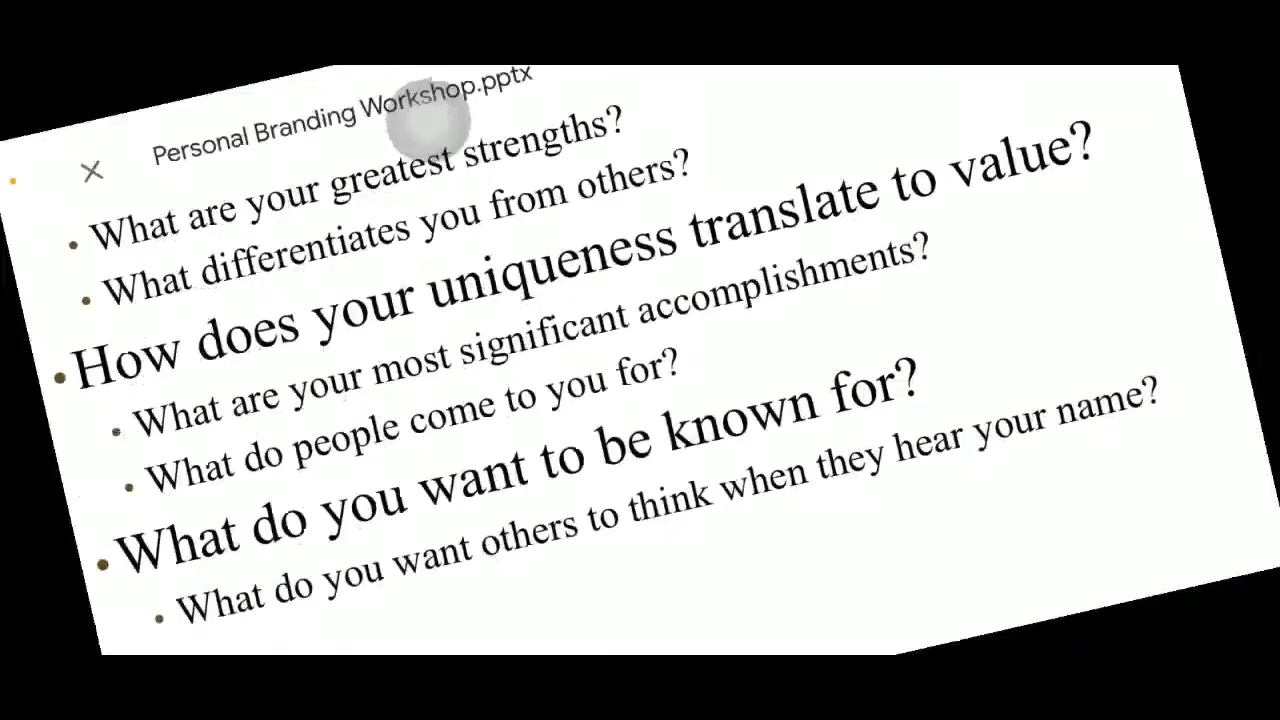 Personal Branding Workshop.pptx
What are your greatest strengths?
What differentiates you from others?
How does your uniqueness translate to value?
What are your most significant accomplishments?
What do people come to you for?
What do you want to be known for?
What do you want others to think when they hear your name?